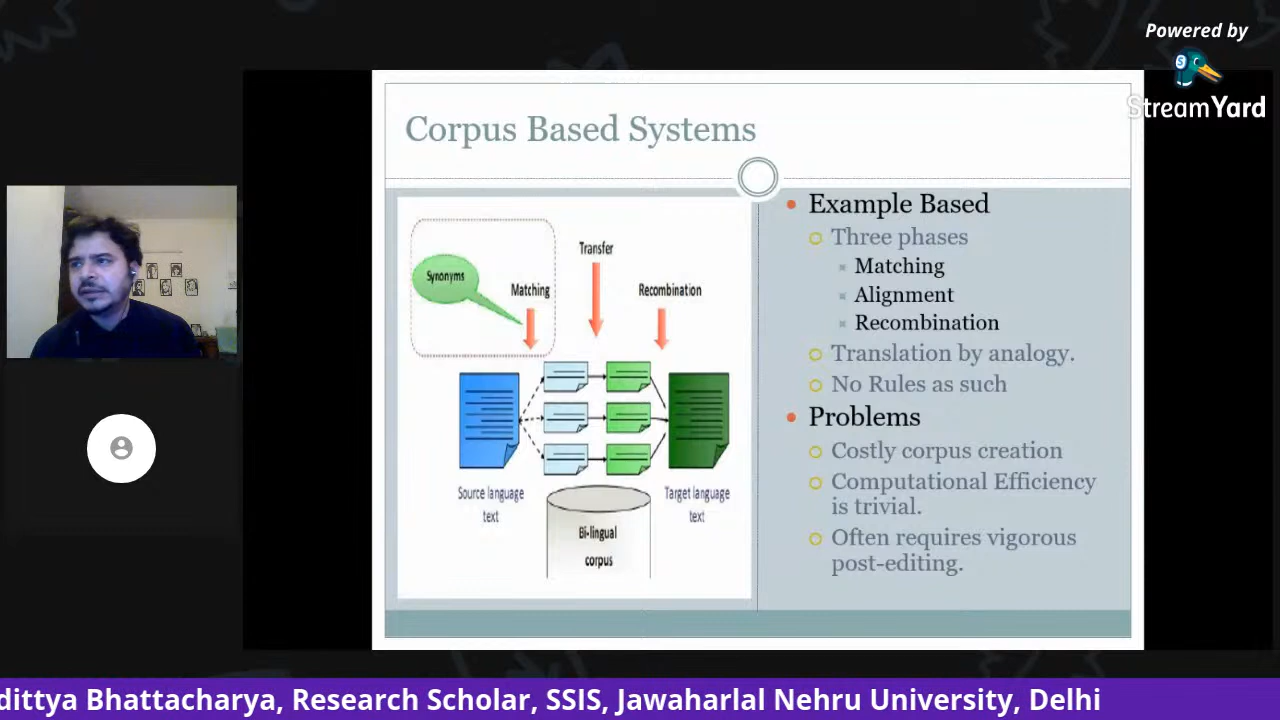 Powered by
StreamYard
Corpus Based Systems
Synonyms
Matching
Transfer
Recombination
Source language
text
Target language
text
Bi-lingual
corpus
Example Based
Three phases
Matching
Alignment
Recombination
Translation by analogy.
No Rules as such
Problems
Costly corpus creation
Computational Efficiency
is trivial.
Often requires vigorous
post-editing.
dittya Bhattacharya, Research Scholar, SSIS, Jawaharlal Nehru University, Delhi